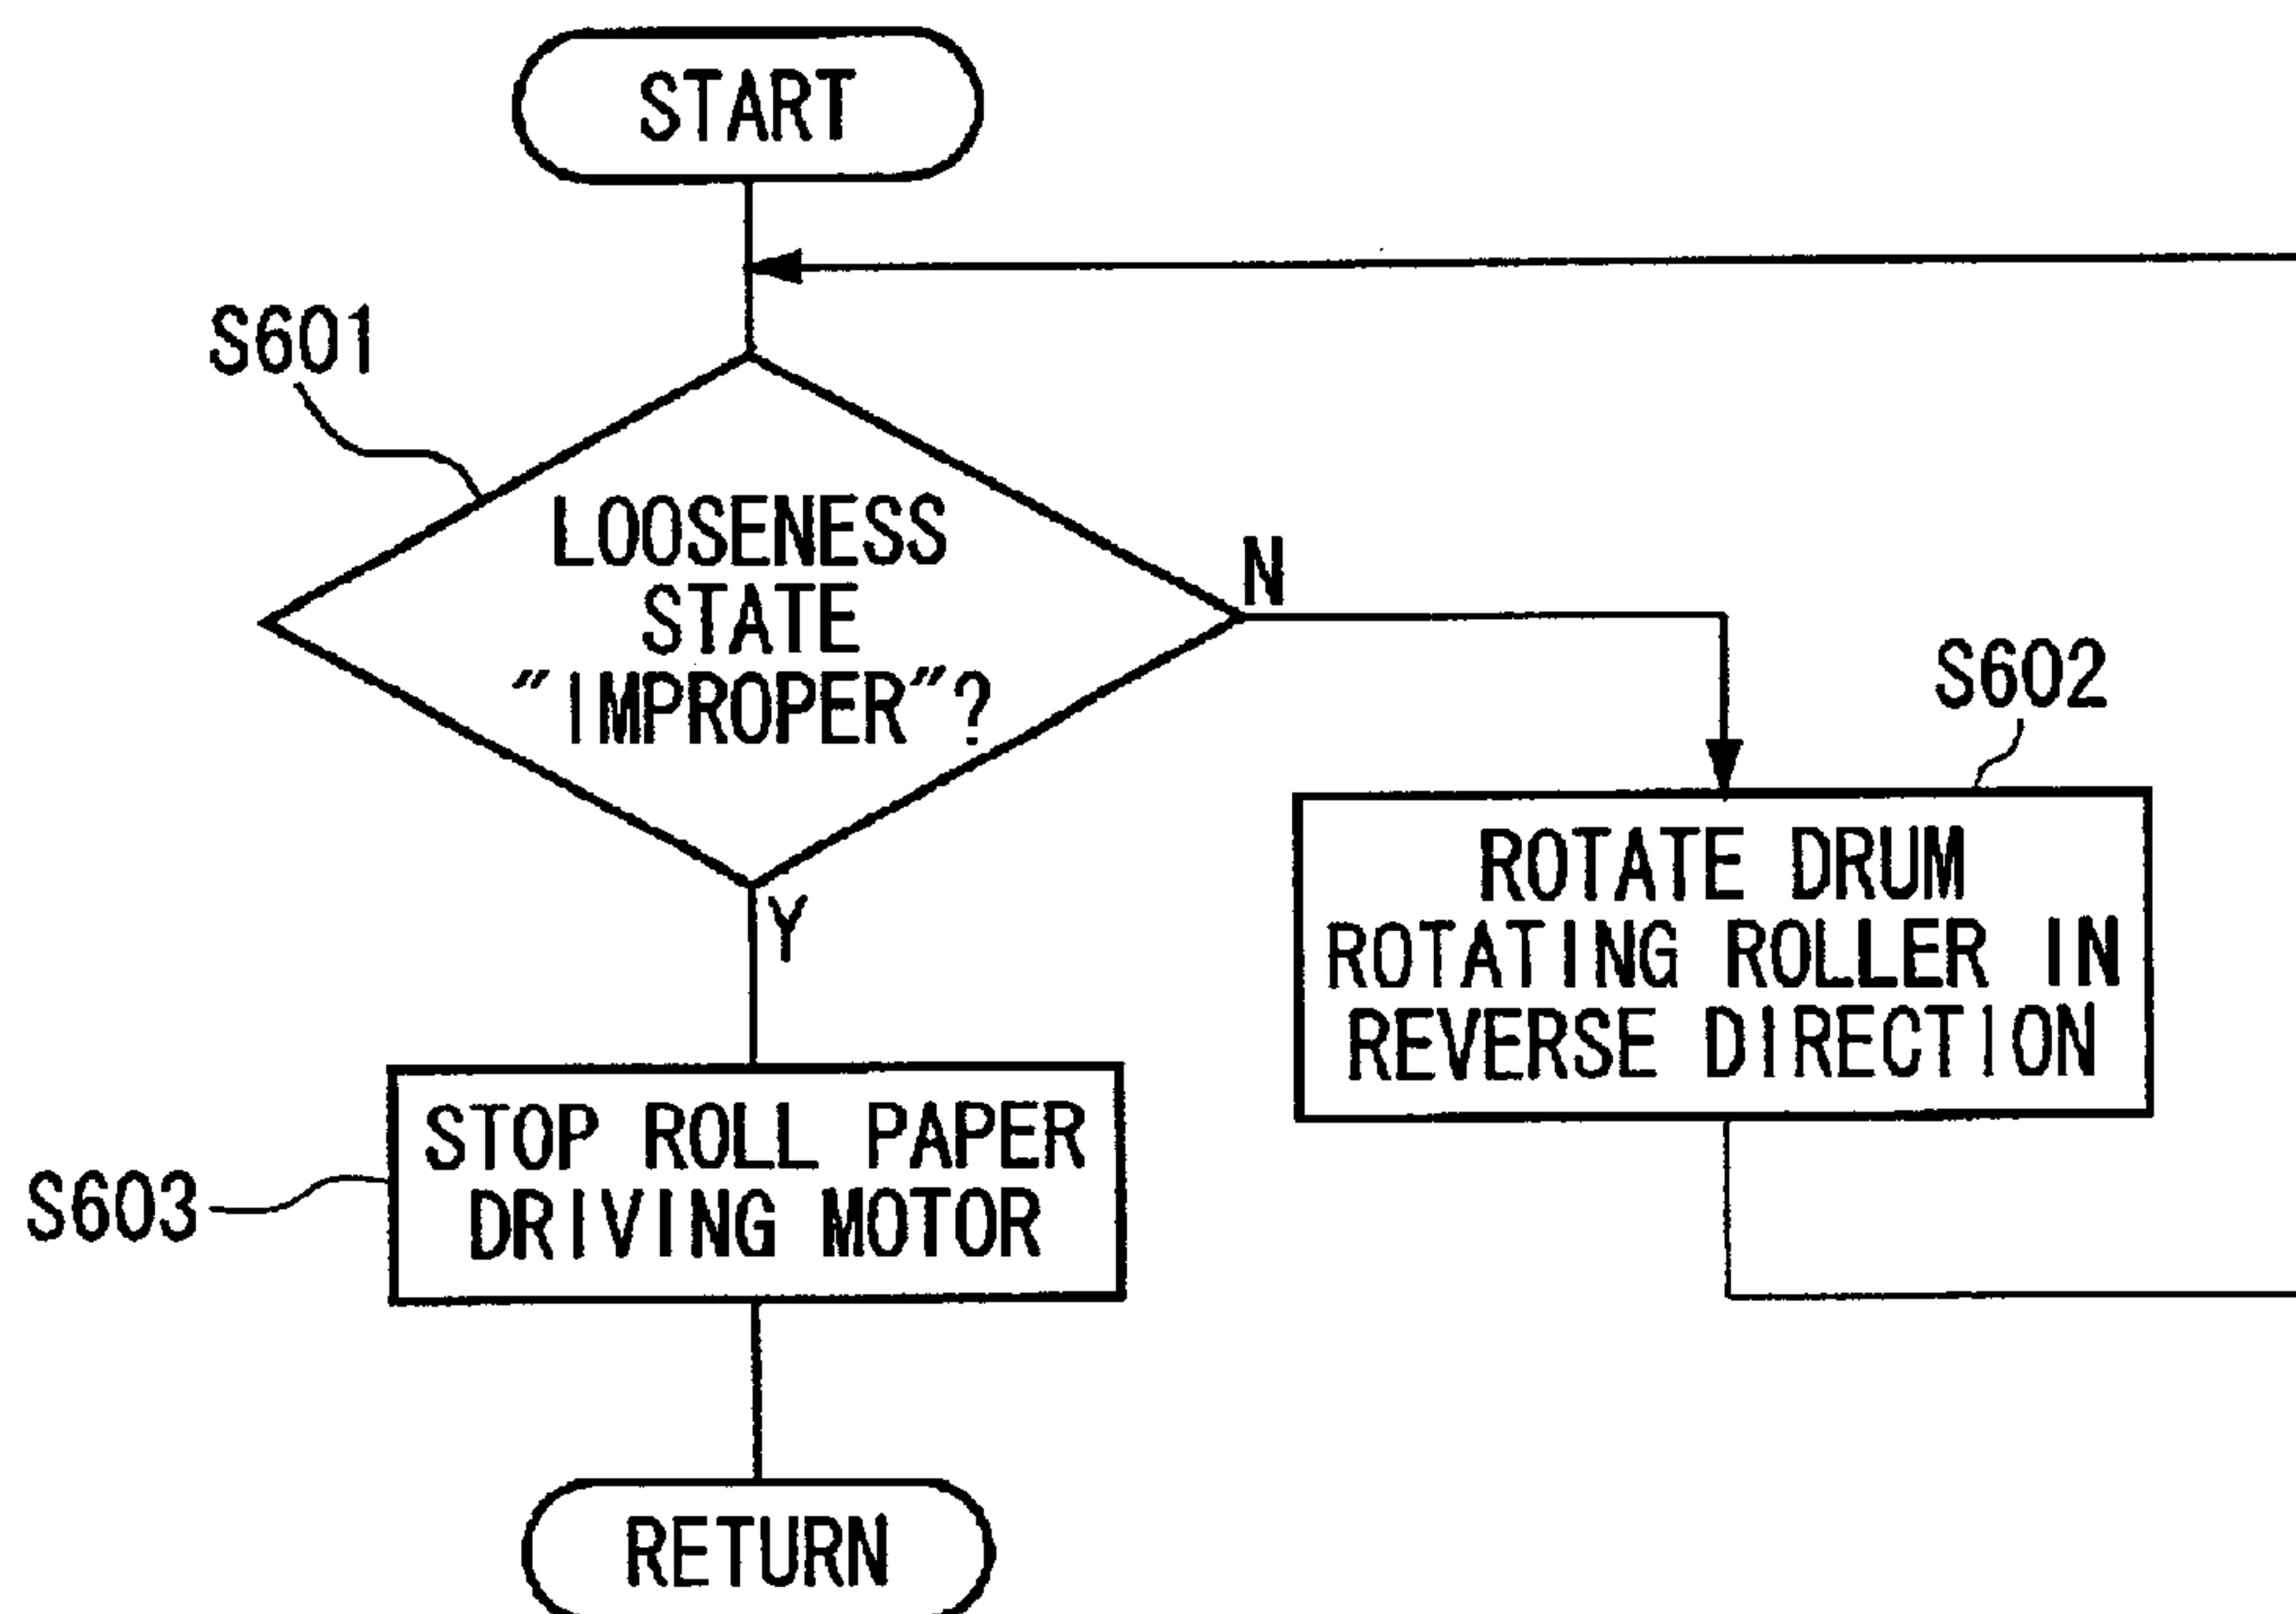 START
S601
LOOSENESS
STATE
"IMPROPER"?
N
Y
S602
ROTATE DRUM
ROTATING ROLLER IN
REVERSE DIRECTION
S603
STOP ROLL PAPER
DRIVING MOTOR
RETURN